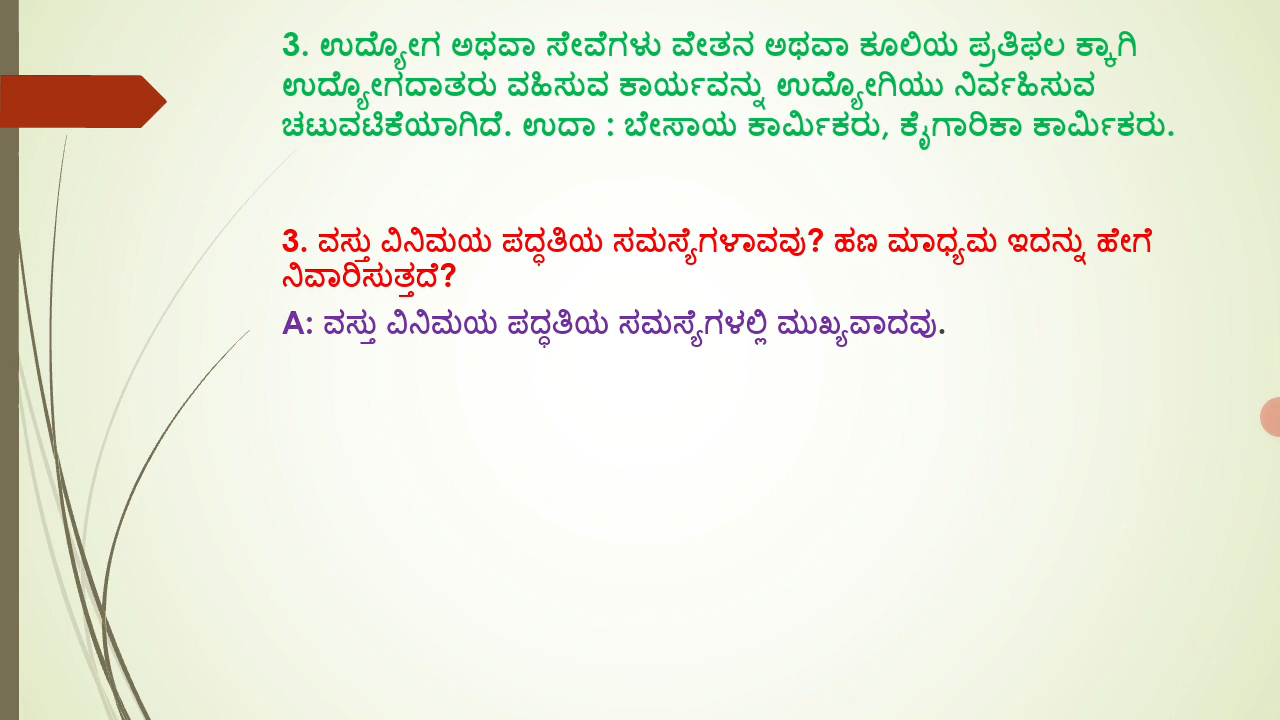 3. ಉದ್ಯೋಗ ಅಥವಾ ಸೇವೆಗಳು ವೇತನ ಅಥವಾ ಕೂಲಿಯ ಪ್ರತಿಫಲ ಕ್ಕಾಗಿ
ಉದ್ಯೋಗದಾತರು ವಹಿಸುವ ಕಾರ್ಯವನ್ನು ಉದ್ಯೋಗಿಯು ನಿರ್ವಹಿಸುವ
ಚಟುವಟಿಕೆಯಾಗಿದೆ. ಉದಾ : ಬೇಸಾಯ ಕಾರ್ಮಿಕರು, ಕೈಗಾರಿಕಾ ಕಾರ್ಮಿಕರು.
3. ವಸ್ತು ವಿನಿಮಯ ಪದ್ಧತಿಯ ಸಮಸ್ಯೆಗಳಾವವು? ಹಣ ಮಾಧ್ಯಮ ಇದನ್ನು ಹೇಗೆ
ನಿವಾರಿಸುತ್ತದೆ?
A: ವಸ್ತು ವಿನಿಮಯ ಪದ್ಧತಿಯ ಸಮಸ್ಯೆಗಳಲ್ಲಿ ಮುಖ್ಯವಾದವು.